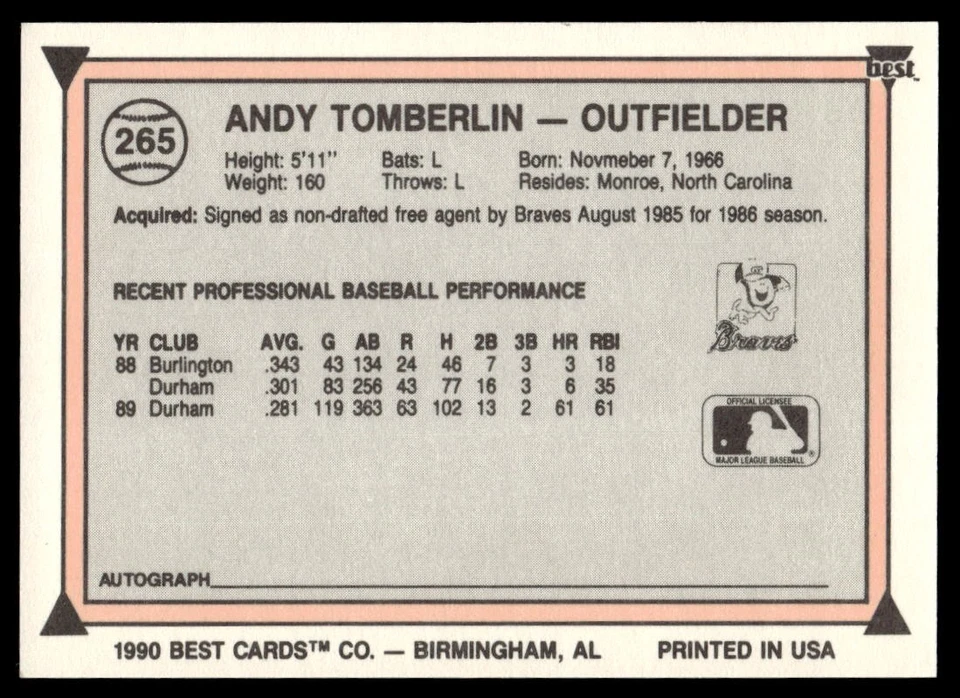 best
265
ANDY TOMBERLIN — OUTFIELDER
Height: 5'11" Bats: L Born: Novmeber 7, 1966
Weight: 160 Throws: L Resides: Monroe, North Carolina
Acquired: Signed as non-drafted free agent by Braves August 1985 for 1986 season.
RECENT PROFESSIONAL BASEBALL PERFORMANCE
Braves
YR CLUB AVG. G AB R H 2B 3B HR RBI
88 Burlington .343 43 134 24 46 7 3 3 18
Durham .301 83 256 43 77 16 3 6 35
89 Durham .281 119 363 63 102 13 2 61 61
OFFICIAL LICENSEE
MAJOR LEAGUE BASEBALL ®
AUTOGRAPH
1990 BEST CARDS™ CO. — BIRMINGHAM, AL PRINTED IN USA